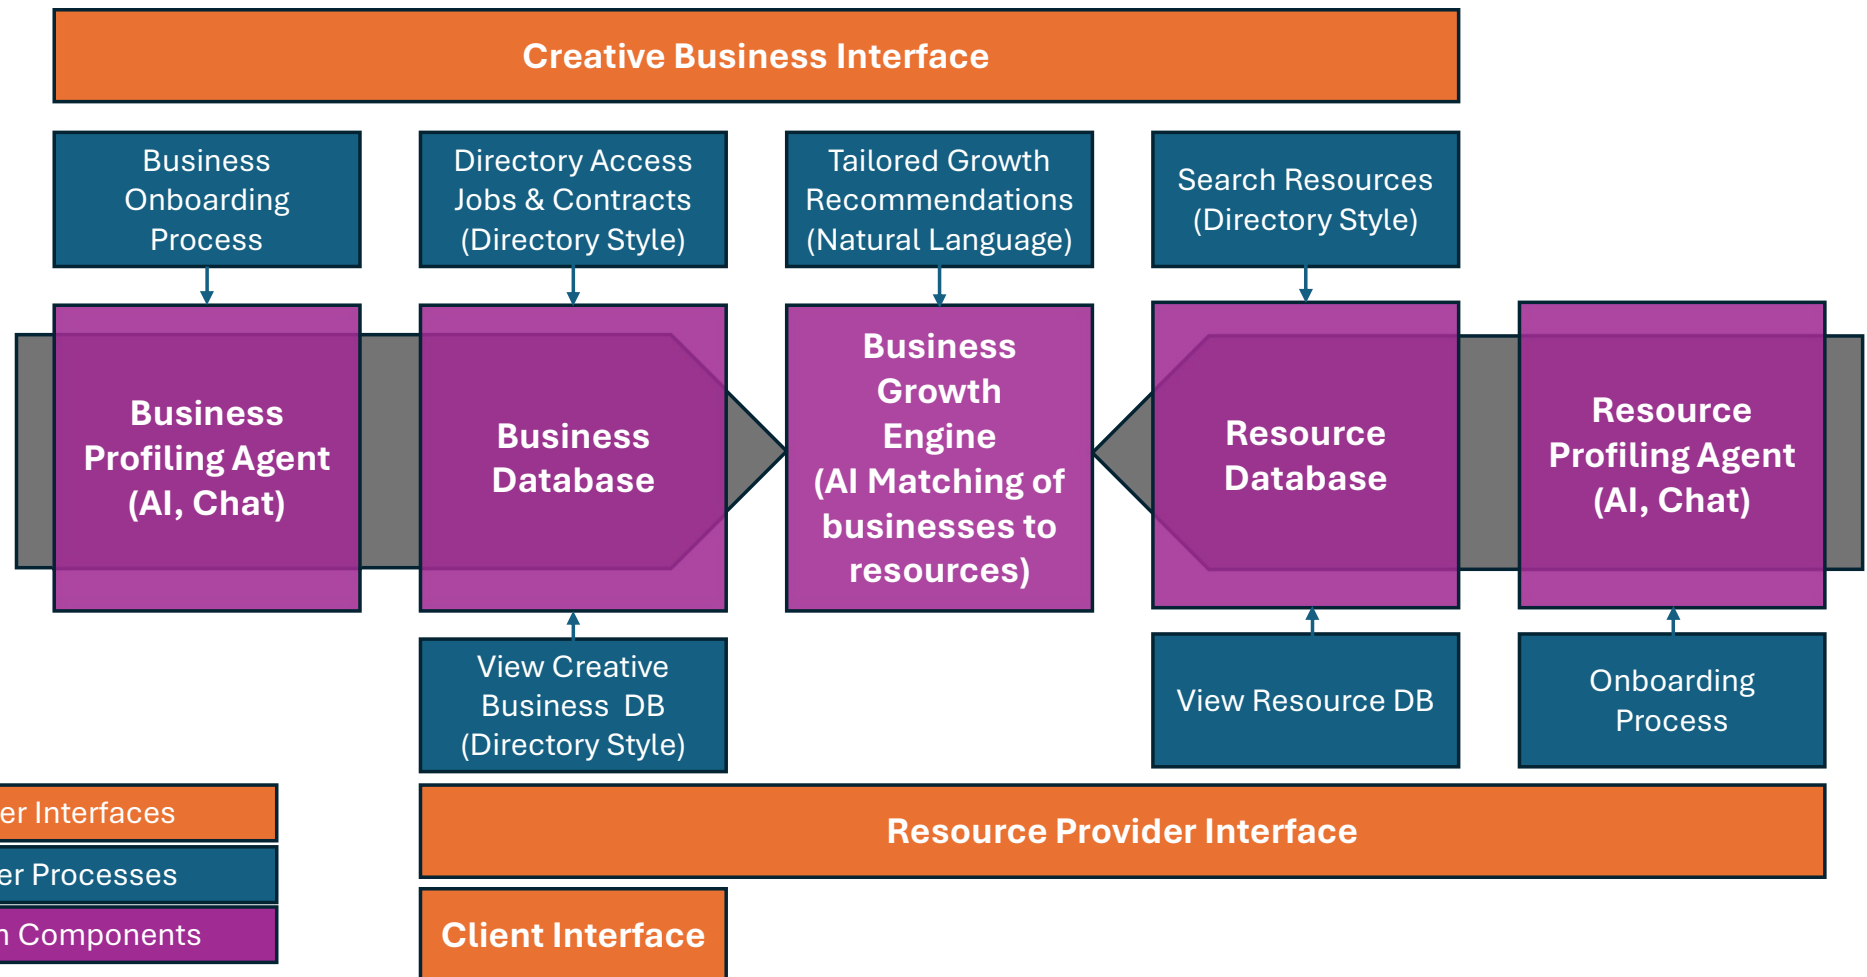 Creative Business Interface
Business
Onboarding
Process
Directory Access
Jobs & Contracts
(Directory Style)
Tailored Growth
Recommendations
(Natural Language)
Search Resources
(Directory Style)
Business
Profiling Agent
(AI, Chat)
Business
Database
Business
Growth
Engine
(AI Matching of
businesses to
resources)
Resource
Database
Resource
Profiling Agent
(AI, Chat)
View Creative
Business  DB
(Directory Style)
View Resource DB
Onboarding
Process
Interfaces
Processes
Components
Resource Provider Interface
Client Interface